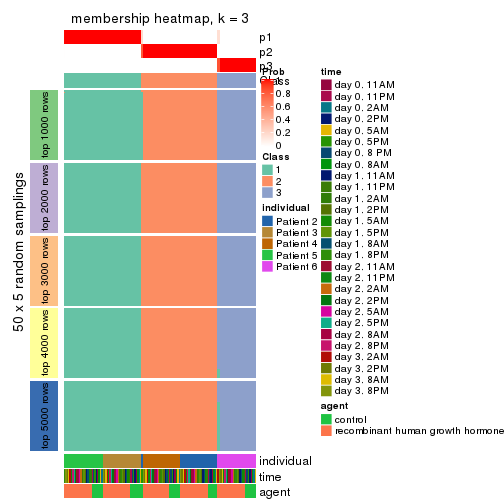 membership heatmap, k = 3
p1
p2
p3
Class
50 x 5 random samplings
top 1000 rows
top 2000 rows
top 3000 rows
top 4000 rows
top 5000 rows
individual
time
agent
Prob
1
0.8
0.6
0.4
0.2
0
Class
1
2
3
individual
Patient 2
Patient 3
Patient 4
Patient 5
Patient 6
time
day 0. 11AM
day 0. 11PM
day 0. 2AM
day 0. 2PM
day 0. 5AM
day 0. 5PM
day 0. 8 PM
day 0. 8AM
day 1. 11AM
day 1. 11PM
day 1. 2AM
day 1. 2PM
day 1. 5AM
day 1. 5PM
day 1. 8AM
day 1. 8PM
day 2. 11AM
day 2. 11PM
day 2. 2AM
day 2. 2PM
day 2. 5AM
day 2. 5PM
day 2. 8AM
day 2. 8PM
day 3. 2AM
day 3. 2PM
day 3. 8AM
day 3. 8PM
agent
control
recombinant human growth hormone